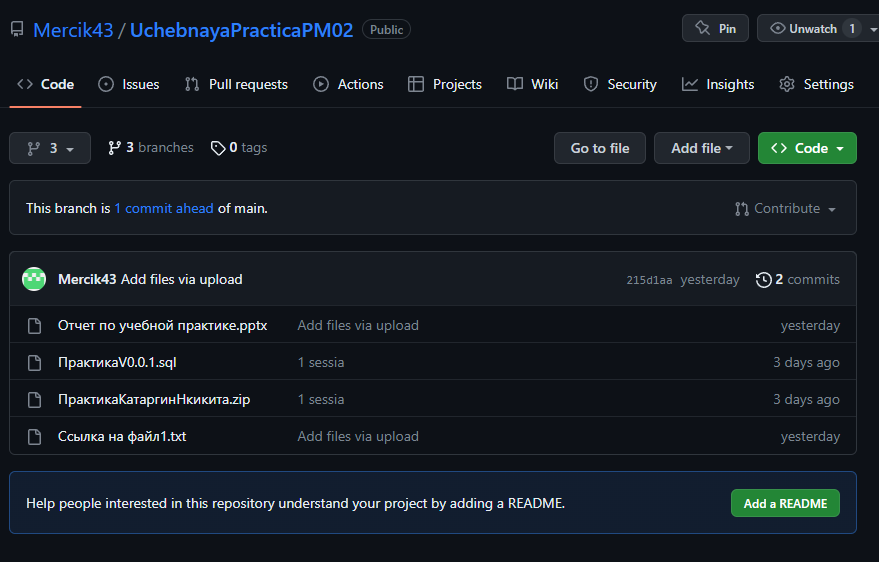 Mercik43 / UchebnayaPracticaPM02 Public Pin Unwatch 1
Code Issues Pull requests Actions Projects Wiki Security Insights Settings
3 3 branches 0 tags Go to file Add file Code
This branch is 1 commit ahead of main. Contribute
Mercik43 Add files via upload 215d1aa yesterday 2 commits
Отчет по учебной практике.pptx Add files via upload yesterday
ПрактикаV0.0.1.sql 1 sessia 3 days ago
ПрактикаКатаргинНкикита.zip 1 sessia 3 days ago
Ссылка на файл1.txt Add files via upload yesterday
Help people interested in this repository understand your project by adding a README. Add a README